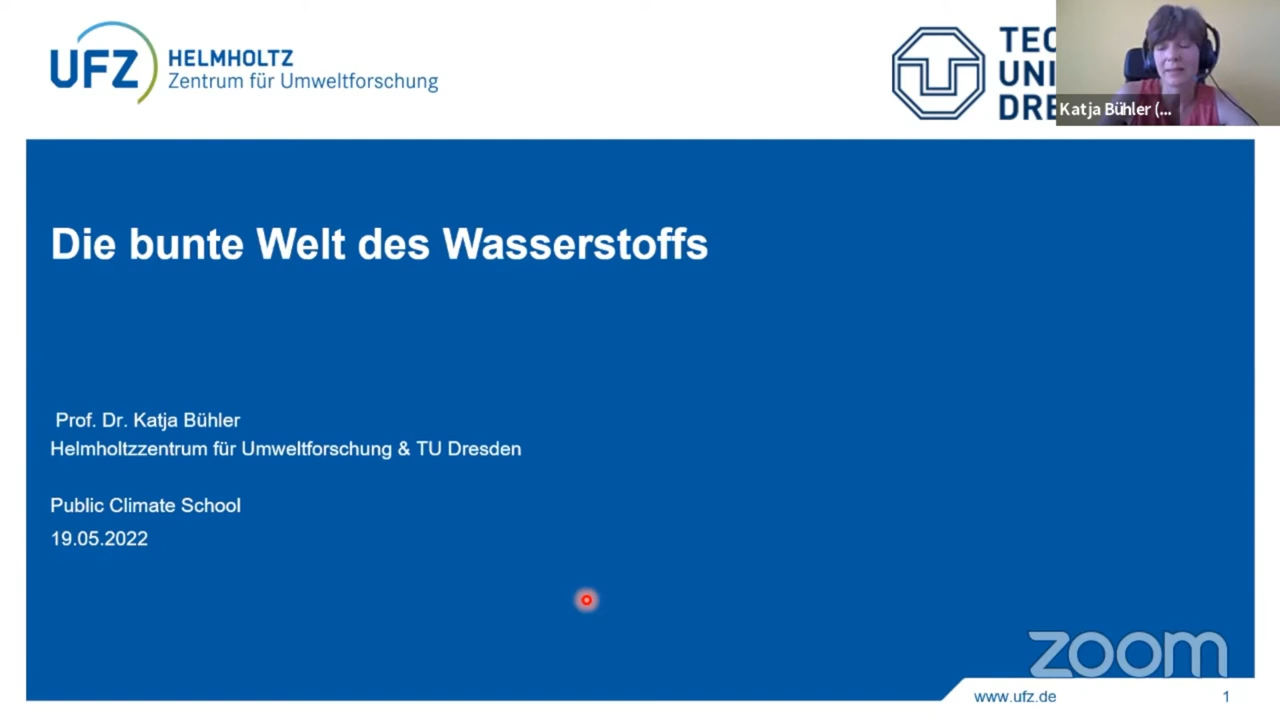 UFZ HELMHOLTZ
Zentrum für Umweltforschung
TEC
UNI
DRE
Katja Bühler (...
Die bunte Welt des Wasserstoffs
Prof. Dr. Katja Bühler
Helmholtzzentrum für Umweltforschung & TU Dresden
Public Climate School
19.05.2022
zoom
www.ufz.de 1